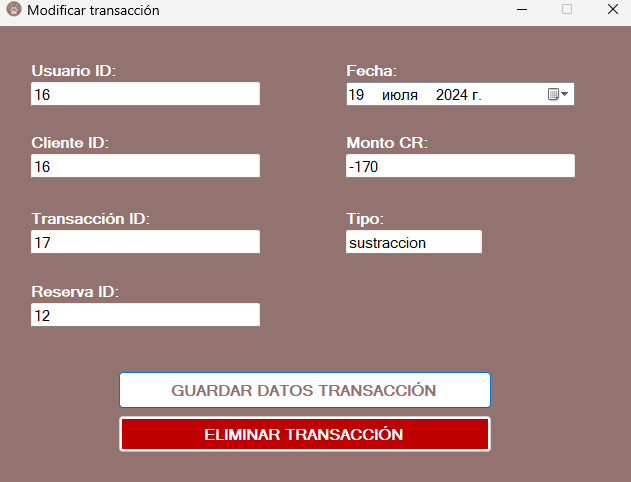 Modificar transacción
Usuario ID:
16
Fecha:
19 июля 2024 г.
Cliente ID:
16
Monto CR:
-170
Transacción ID:
17
Tipo:
sustraccion
Reserva ID:
12
GUARDAR DATOS TRANSACCIÓN
ELIMINAR TRANSACCIÓN